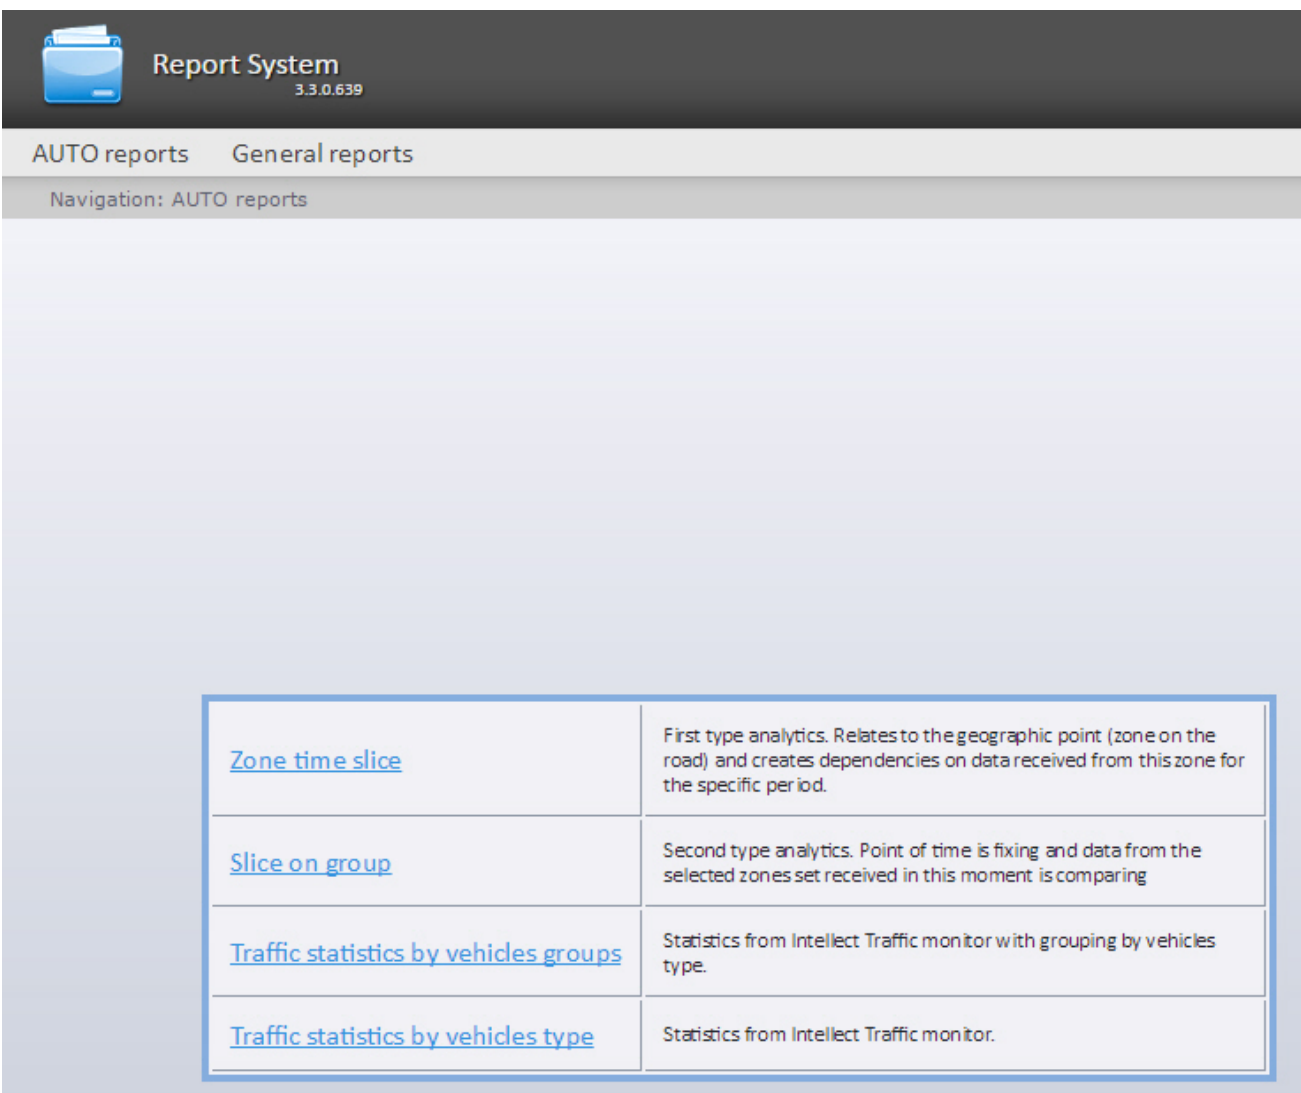 Report System
3.3.0.639
AUTO reports General reports
Navigation: AUTO reports
Zone time slice
First type analytics. Relates to the geographic point (zone on the
road) and creates dependencies on data received from this zone for
the specific period.
Slice on group
Second type analytics. Point of time is fixing and data from the
selected zones set received in this moment is comparing
Traffic statistics by vehicles groups
Statistics from Intellect Traffic monitor with grouping by vehicles
type.
Traffic statistics by vehicles type
Statistics from Intellect Traffic monitor.